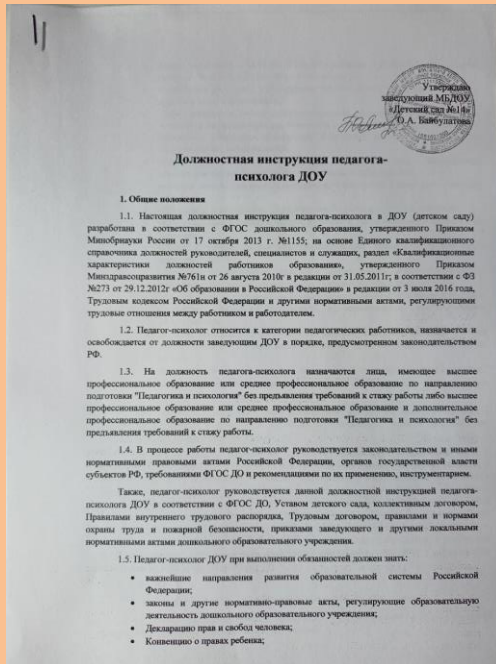 Утверждаю
заведующий МБДОУ
«Детский сад №14»
О.А. Байбулатова
Должностная инструкция педагога-
психолога ДОУ
1. Общие положения
1.1. Настоящая должностная инструкция педагога-психолога в ДОУ (детском саду)
разработана в соответствии с ФГОС дошкольного образования, утвержденного Приказом
Минобрнауки России от 17 октября 2013 г. №1155; на основе Единого квалификационного
справочника должностей руководителей, специалистов и служащих, раздел «Квалификационные
характеристики должностей работников образования», утвержденного Приказом
Минздравсоцразвития №761н от 26 августа 2010г в редакции от 31.05.2011г; в соответствии с ФЗ
№273 от 29.12.2012г «Об образовании в Российской Федерации» в редакции от 3 июля 2016 года,
Трудовым кодексом Российской Федерации и другими нормативными актами, регулирующими
трудовые отношения между работником и работодателем.
1.2. Педагог-психолог относится к категории педагогических работников, назначается и
освобождается от должности заведующим ДОУ в порядке, предусмотренном законодательством
РФ.
1.3. На должность педагога-психолога назначаются лица, имеющее высшее
профессиональное образование или среднее профессиональное образование по направлению
подготовки "Педагогика и психология" без предъявления требований к стажу работы либо высшее
профессиональное образование или среднее профессиональное образование и дополнительное
профессиональное образование по направлению подготовки "Педагогика и психология" без
предъявления требований к стажу работы.
1.4. В процессе работы педагог-психолог руководствуется законодательством и иными
нормативными правовыми актами Российской Федерации, органов государственной власти
субъектов РФ, требованиями ФГОС ДО и рекомендациями по их применению, инструментарием.
Также, педагог-психолог руководствуется данной должностной инструкцией педагога-
психолога ДОУ в соответствии с ФГОС ДО, Уставом детского сада, коллективным договором,
Правилами внутреннего трудового распорядка, Трудовым договором, правилами и нормами
охраны труда и пожарной безопасности, приказами заведующего и другими локальными
нормативными актами дошкольного образовательного учреждения.
1.5. Педагог-психолог ДОУ при выполнении обязанностей должен знать:
• важнейшие направления развития образовательной системы Российской
Федерации;
• законы и другие нормативно-правовые акты, регулирующие образовательную
деятельность дошкольного образовательного учреждения;
• Декларацию прав и свобод человека;
• Конвенцию о правах ребенка;